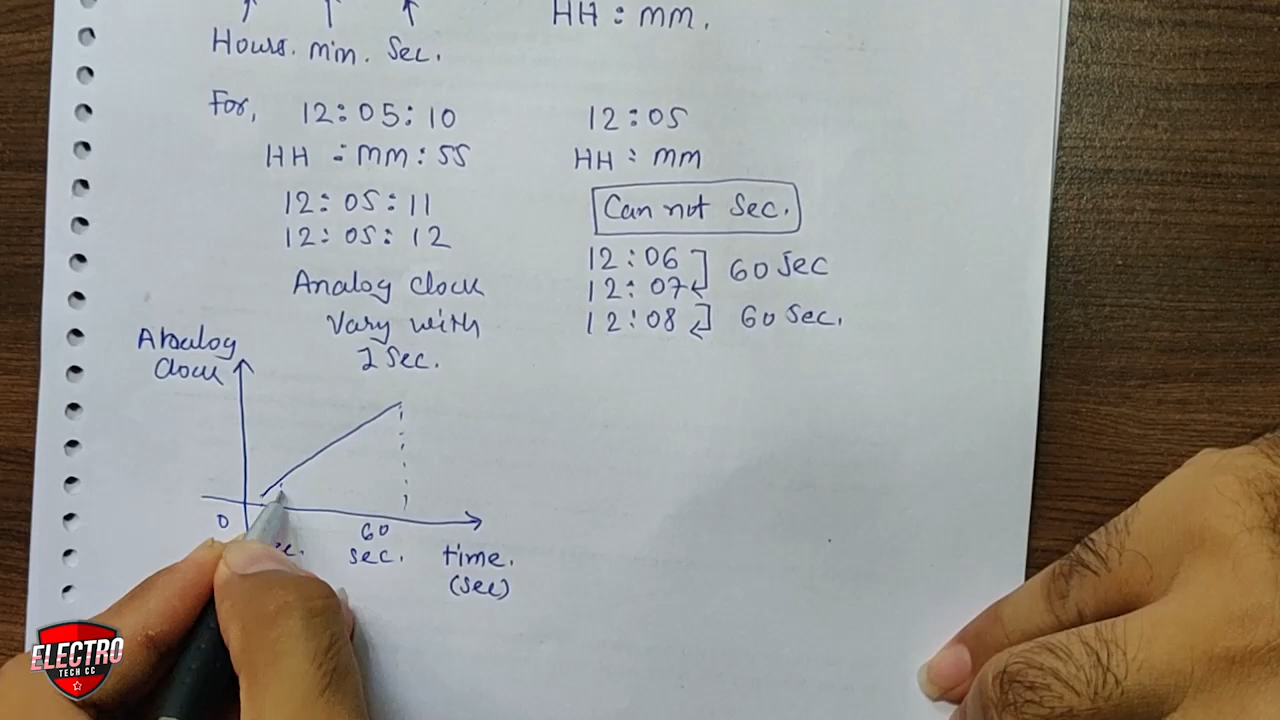 HH : mm.
Hours. min. Sec.
For, 12:05:10
HH : mm : SS
12:05:11
12:05:12
Analog clock
Vary with
1 Sec.
12:05
HH : mm
Can not Sec.
12:06
12:07
60 Sec
12:08
60 Sec.
Analog
Clock
0
60
sec.
time.
(Sec)
ELECTRO
TECH CC